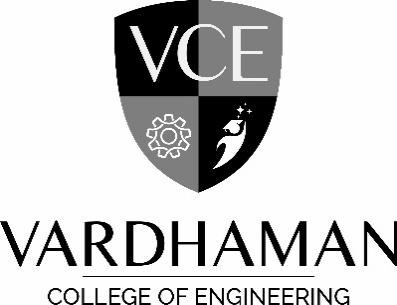 VCE
VARDHAMAN
COLLEGE OF ENGINEERING